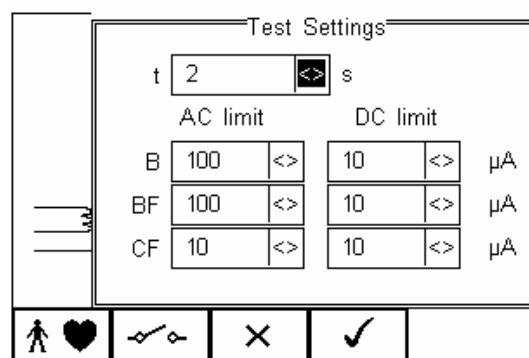 Test Settings
t 2 <> s
AC limit DC limit
B 100 <> 10 <> µA
BF 100 <> 10 <> µA
CF 10 <> 10 <> µA